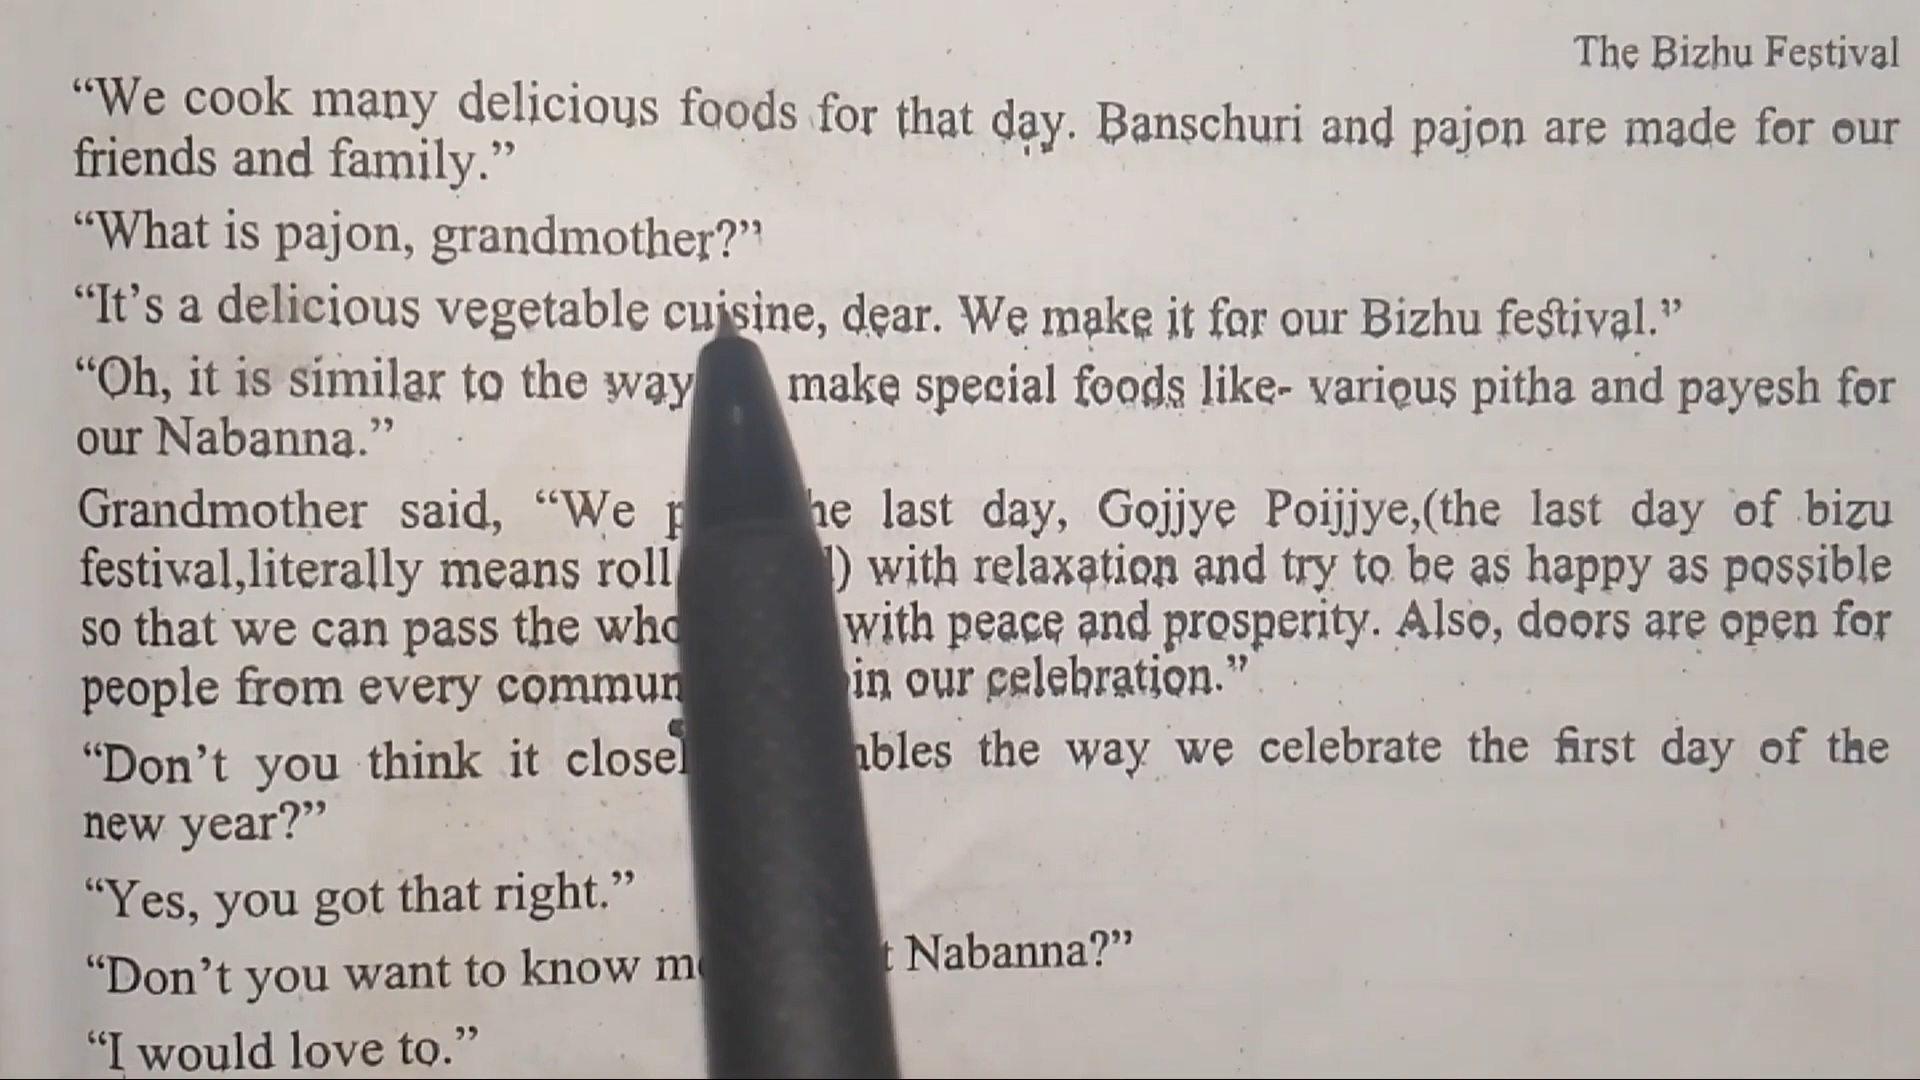 The Bizhu Festival
“We cook many delicious foods for that day. Banschuri and pajon are made for our
friends and family.”
“What is pajon, grandmother?”
“It’s a delicious vegetable cuisine, dear. We make it for our Bizhu festival.”
“Oh, it is similar to the way make special foods like- various pitha and payesh for
our Nabanna.”
Grandmother said, “We last day, Gojjye Poijjye,(the last day of bizu
festival,literally means roll with relaxation and try to be as happy as possible
so that we can pass the with peace and prosperity. Also, doors are open for
people from every in our celebration.”
“Don’t you think it the way we celebrate the first day of the
new year?”
“Yes, you got that right.”
“Don’t you want to know Nabanna?”
“I would love to.”